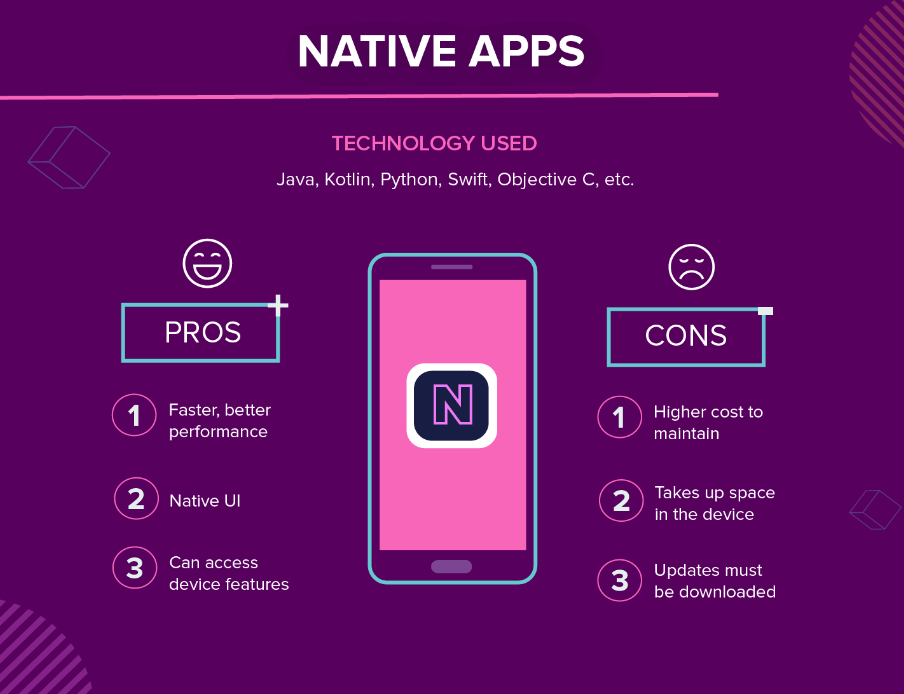 NATIVE APPS
TECHNOLOGY USED
Java, Kotlin, Python, Swift, Objective C, etc.
PROS
1
Faster, better
performance
2
Native UI
3
Can access
device features
N
CONS
1
Higher cost to
maintain
2
Takes up space
in the device
3
Updates must
be downloaded